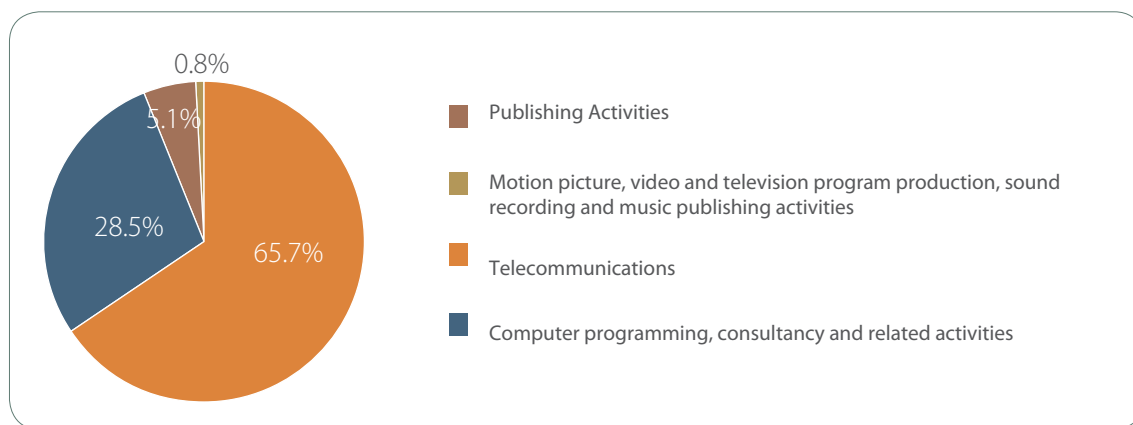 0.8%
5.1%
28.5%
65.7%
Publishing Activities
Motion picture, video and television program production, sound
recording and music publishing activities
Telecommunications
Computer programming, consultancy and related activities